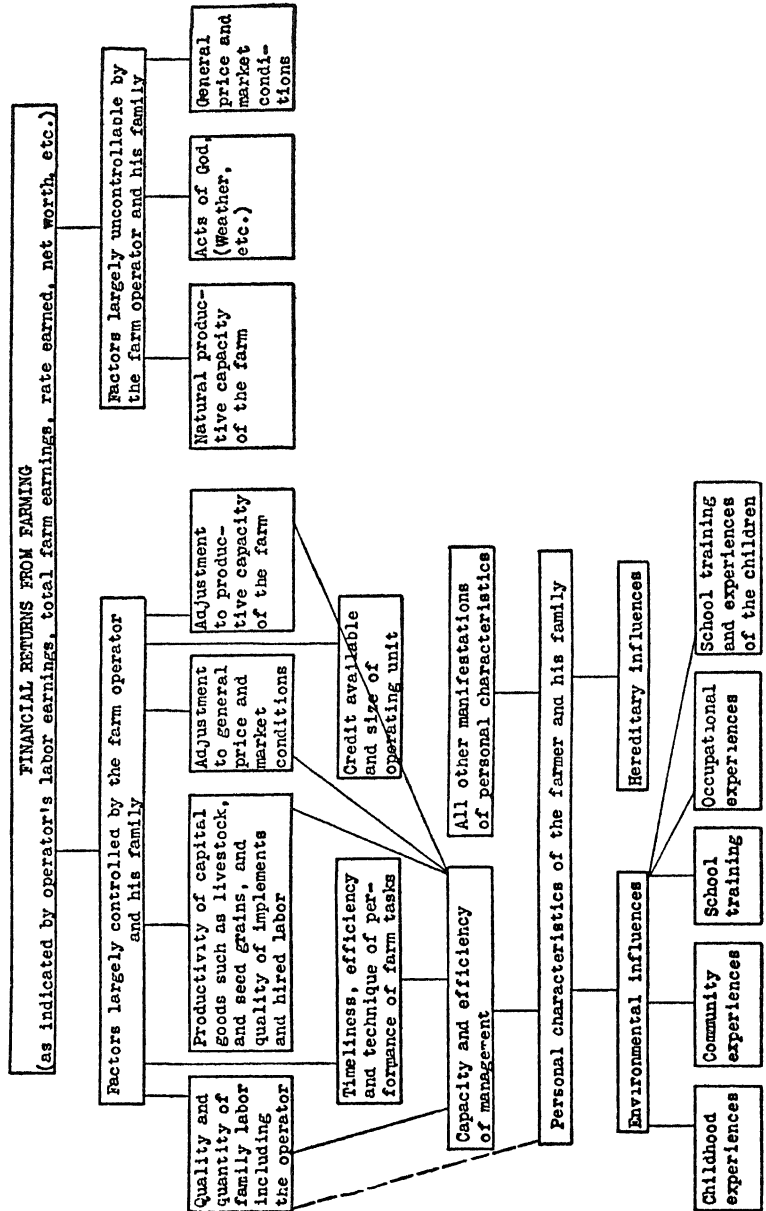 FINANCIAL RETURNS FROM FARMING
(as indicated by operator's labor earnings, total farm earnings, rate earned, net worth, etc.)
Factors largely controlled by the farm operator
and his family
Factors largely uncontrollable by
the farm operator and his family
Quality and
quantity of
family labor
including
the operator
Productivity of capital
goods such as livestock,
and seed grains, and
quality of implements
and hired labor
Adjustment
to general
price and
market
conditions
Adjustment
to produc-
tive capacity
of the farm
Natural produc-
tive capacity
of the farm
Acts of God,
(Weather,
etc.)
General
price and
market
condi-
tions
Timeliness, efficiency
and technique of per-
formance of farm tasks
Credit available
and size of
operating unit
Capacity and efficiency
of management
All other manifestations
of personal characteristics
Personal characteristics of the farmer and his family
Environmental influences
Hereditary influences
Childhood
experiences
Community
experiences
School
training
Occupational
experiences
School training
and experiences
of the children